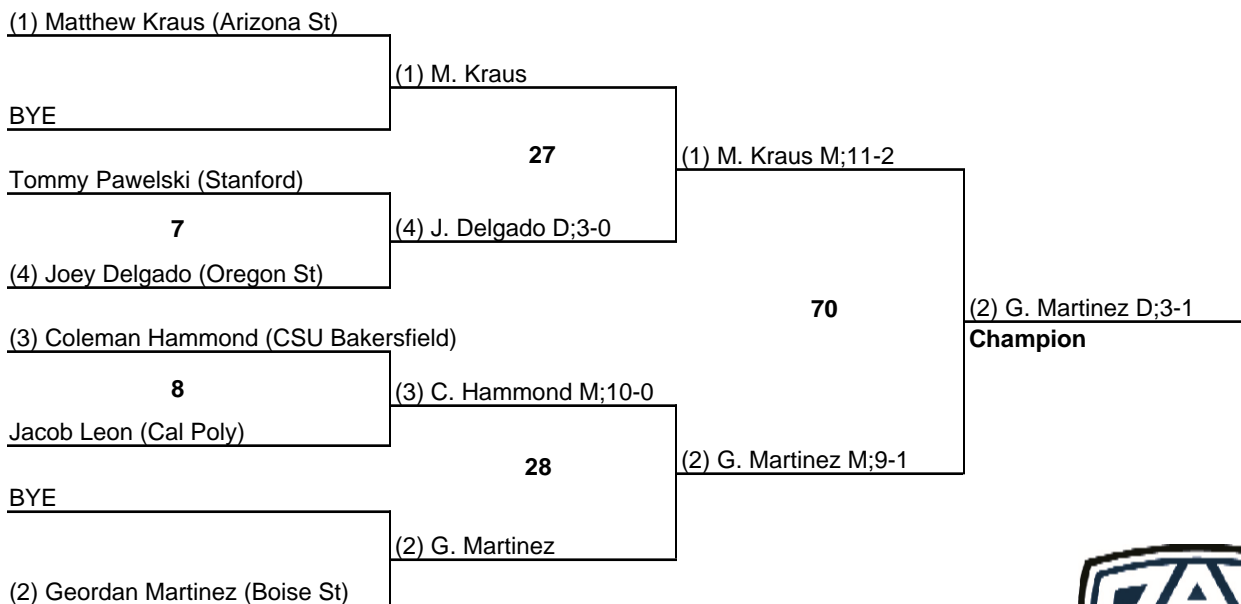 (1) Matthew Kraus (Arizona St)
(1) M. Kraus
BYE
27
(1) M. Kraus M;11-2
Tommy Pawelski (Stanford)
7
(4) J. Delgado D;3-0
(4) Joey Delgado (Oregon St)
70
(2) G. Martinez D;3-1
(3) Coleman Hammond (CSU Bakersfield)
Champion
8
(3) C. Hammond M;10-0
Jacob Leon (Cal Poly)
28
(2) G. Martinez M;9-1
BYE
(2) G. Martinez
(2) Geordan Martinez (Boise St)